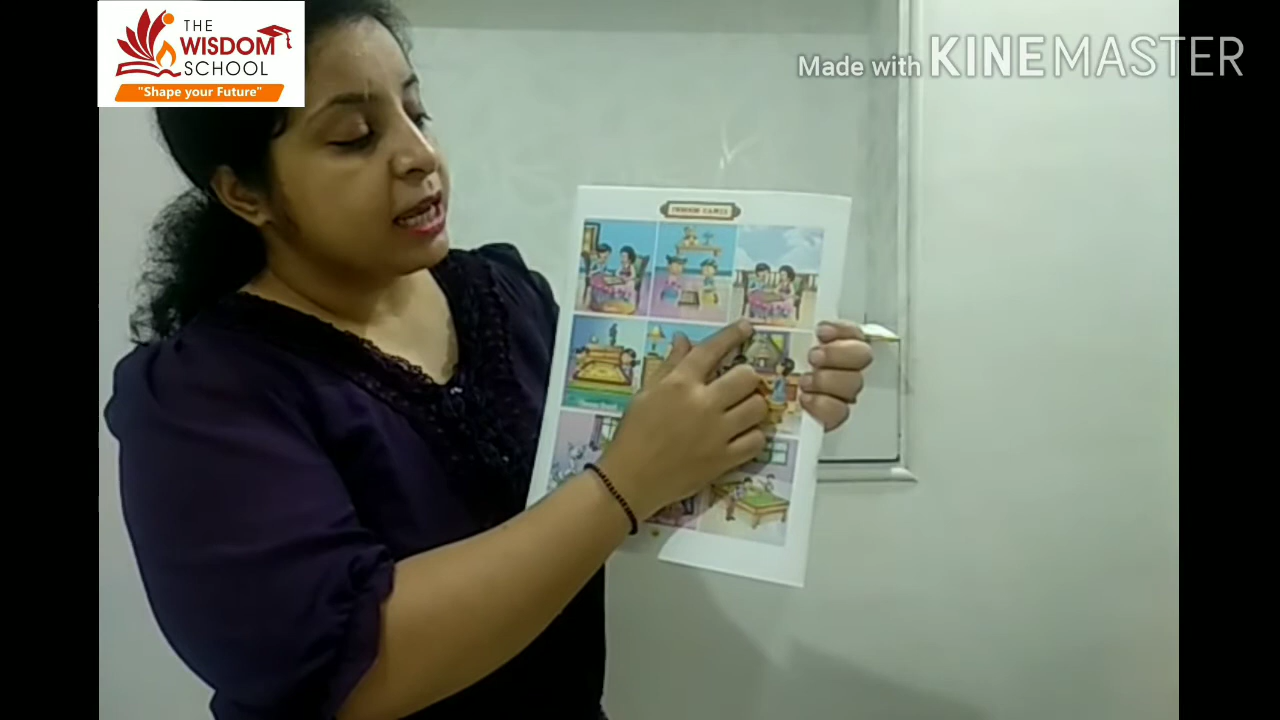 THE
WISDOM
SCHOOL
"Shape your Future"
Made with KINEMASTER
INDOOR GAMES